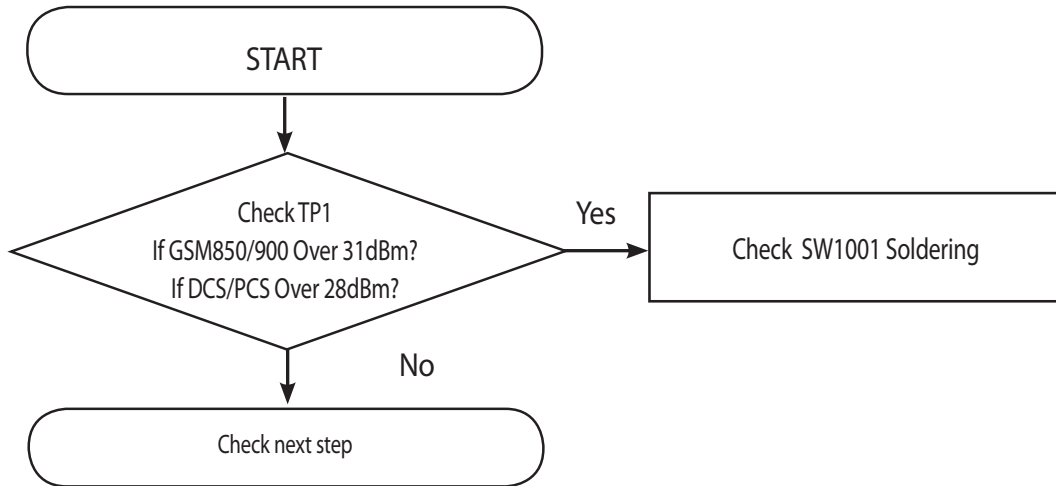 START
Check TP1
If GSM850/900 Over 31dBm?
If DCS/PCS Over 28dBm?
Yes
Check SW1001 Soldering
No
Check next step